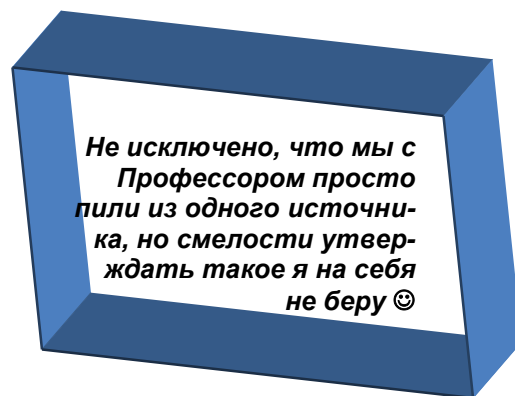 Не исключено, что мы с
Профессором просто
пили из одного источни-
ка, но смелости утвер-
ждать такое я на себя
не беру ☺